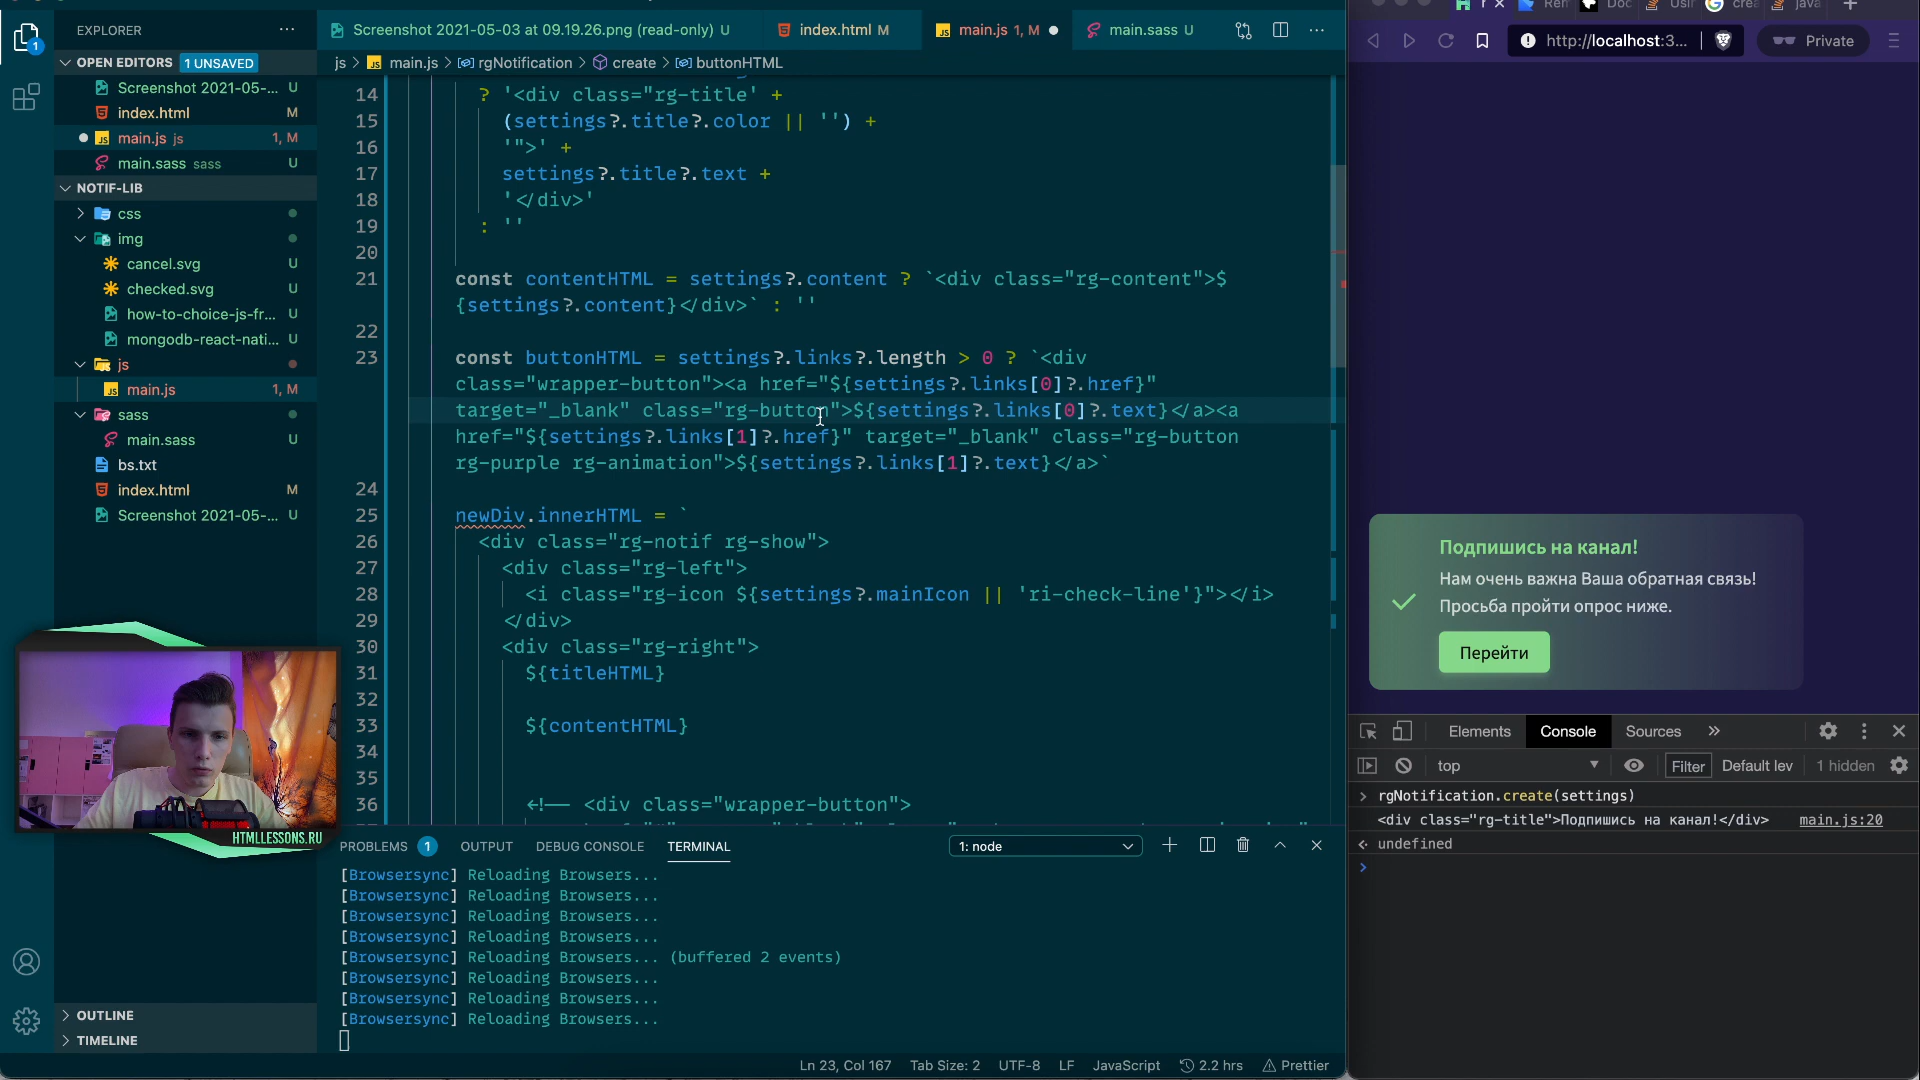 EXPLORER
OPEN EDITORS 1 UNSAVED
Screenshot 2021-05-... U
index.html M
main.js js 1, M
main.sass sass U
NOTIF-LIB
css
img
cancel.svg U
checked.svg U
how-to-choice-js-fr... U
mongodb-react-nati... U
js
main.js 1, M
sass
main.sass U
bs.txt
index.html M
Screenshot 2021-05-... U
HTMLLESSONS.RU
OUTLINE
TIMELINE
Screenshot 2021-05-03 at 09.19.26.png (read-only) U
index.html M
main.js 1, M
main.sass U
js > main.js > rgNotification > create > buttonHTML
14 ? '<div class="rg-title' +
15 (settings?.title?.color || '') +
16 '">' +
17 settings?.title?.text +
18 '</div>'
19 : ''
20
21 const contentHTML = settings?.content ? `<div class="rg-content">$
{settings?.content}</div>` : ''
22
23 const buttonHTML = settings?.links?.length > 0 ? `<div
class="wrapper-button"><a href="${settings?.links[0]?.href}"
target="_blank" class="rg-button">${settings?.links[0]?.text}</a><a
href="${settings?.links[1]?.href}" target="_blank" class="rg-button
rg-purple rg-animation">${settings?.links[1]?.text}</a>`
24
25 newDiv.innerHTML = `
26 <div class="rg-notif rg-show">
27 <div class="rg-left">
28 <i class="rg-icon ${settings?.mainIcon || 'ri-check-line'}"></i>
29 </div>
30 <div class="rg-right">
31 ${titleHTML}
32
33 ${contentHTML}
34
35
36 <!-- <div class="wrapper-button">
PROBLEMS 1 OUTPUT DEBUG CONSOLE TERMINAL 1: node
[Browsersync] Reloading Browsers...
[Browsersync] Reloading Browsers...
[Browsersync] Reloading Browsers...
[Browsersync] Reloading Browsers...
[Browsersync] Reloading Browsers... (buffered 2 events)
[Browsersync] Reloading Browsers...
[Browsersync] Reloading Browsers...
[Browsersync] Reloading Browsers...
Ln 23, Col 167 Tab Size: 2 UTF-8 LF JavaScript 2.2 hrs Prettier
http://localhost:3... Private
Подпишись на канал!
Нам очень важна Ваша обратная связь!
Просьба пройти опрос ниже.
Перейти
Elements Console Sources
top Filter Default lev 1 hidden
rgNotification.create(settings)
<div class="rg-title">Подпишись на канал!</div> main.js:20
undefined